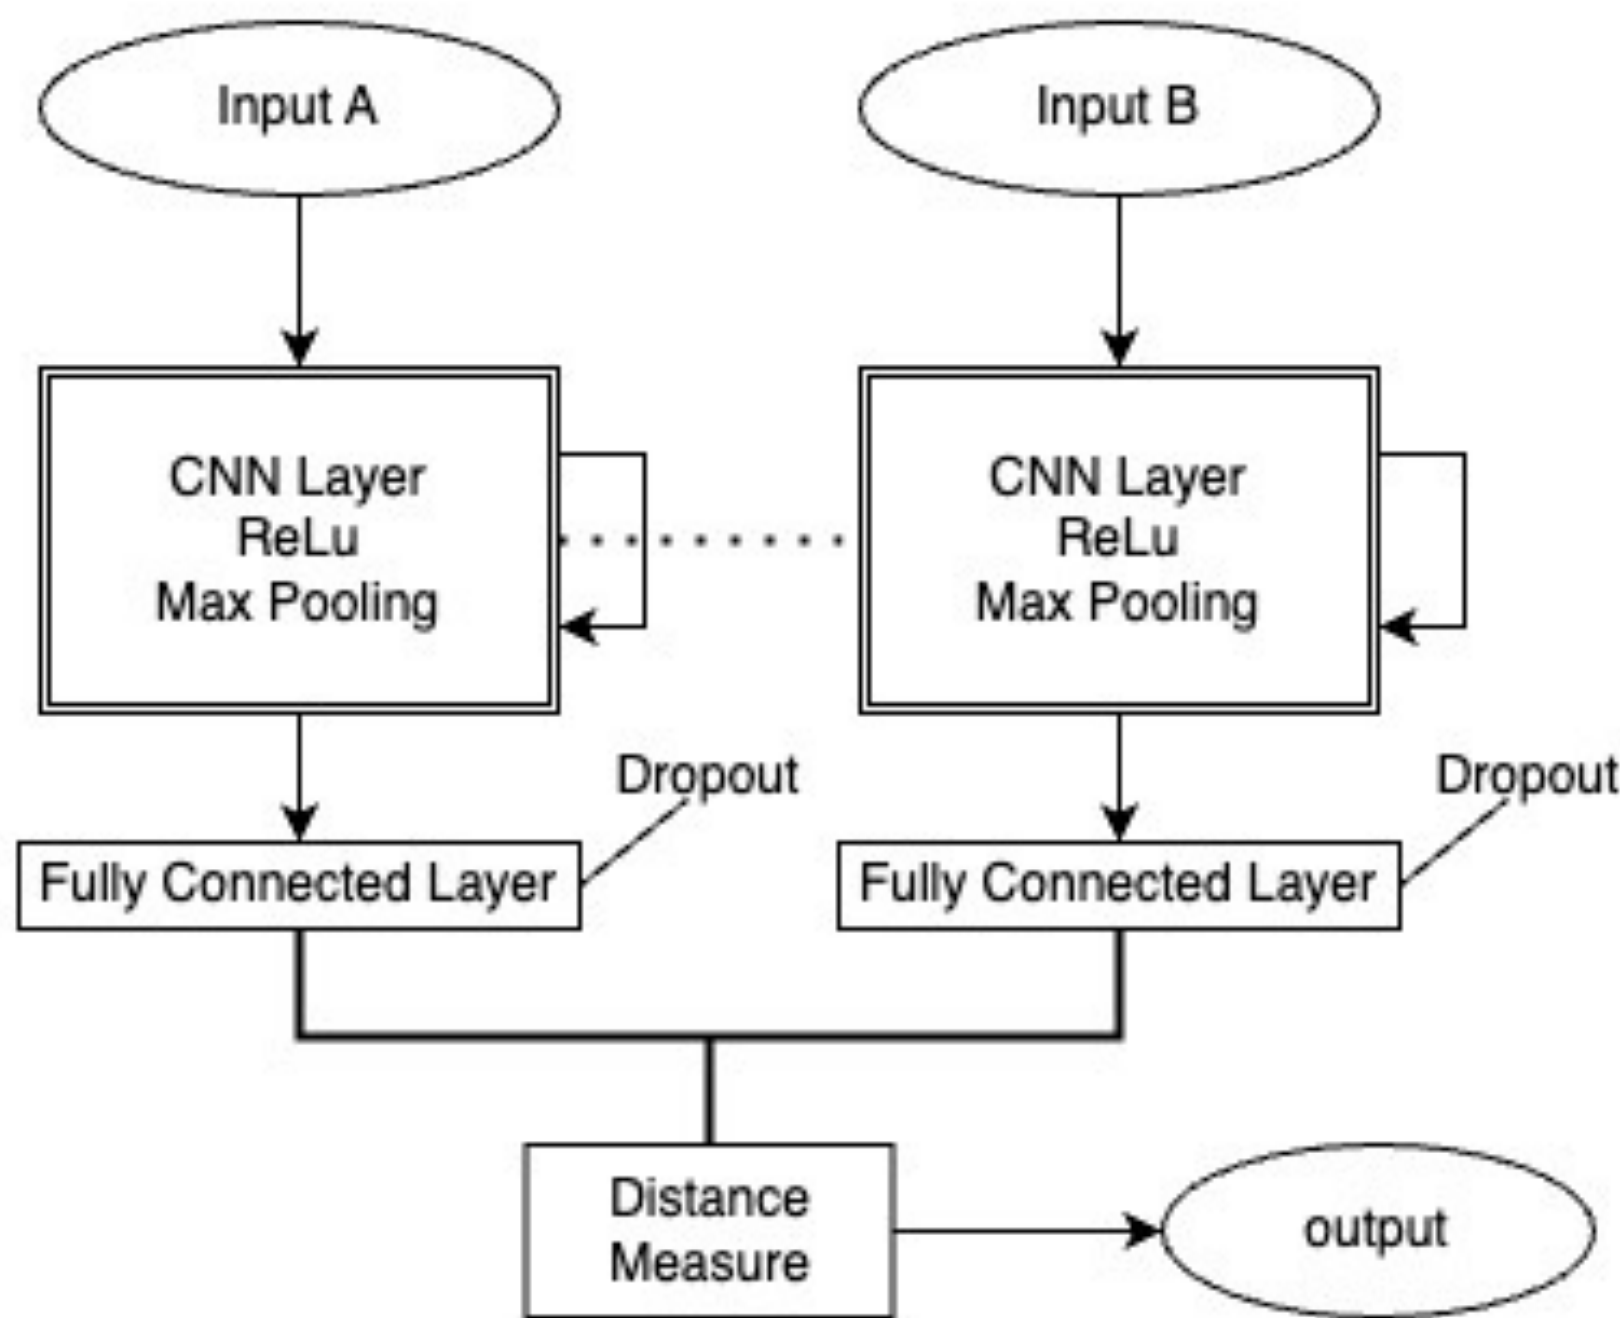 Input A
Input B
CNN Layer
ReLu
Max Pooling
CNN Layer
ReLu
Max Pooling
Dropout
Dropout
Fully Connected Layer
Fully Connected Layer
Distance
Measure
output